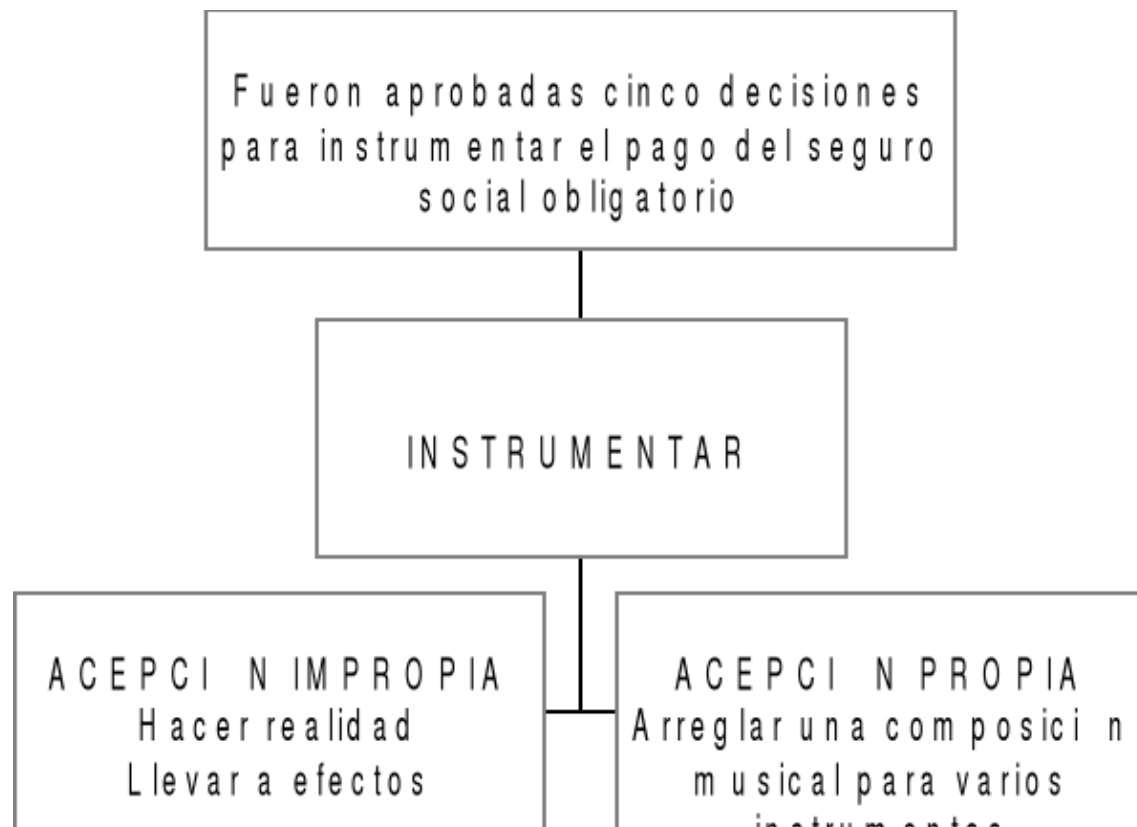 Fueron aprobadas cinco decisiones
para instrumentar el pago del seguro
social obligatorio
INSTRUMENTAR
ACEPCI N IMPROPIA
Hacer realidad
Llevar a efectos
ACEPCI N PROPIA
Arreglar una composici n
musical para varios
instrumentos